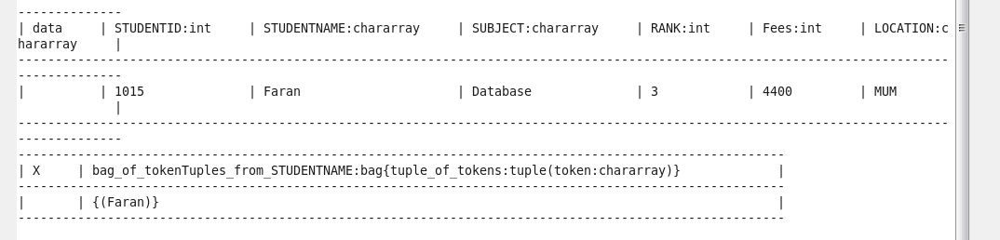 --------------
| data     | STUDENTID:int     | STUDENTNAME:chararray     | SUBJECT:chararray     | RANK:int     | Fees:int     | LOCATION:c
hararray     |
-----------------------------------------------------------------------------------------------------------------------------
--------------
|          | 1015              | Faran                     | Database              | 3            | 4400         | MUM
             |
-----------------------------------------------------------------------------------------------------------------------------
--------------
-------------------------------------------------------------------------------------------------------
| X     | bag_of_tokenTuples_from_STUDENTNAME:bag{tuple_of_tokens:tuple(token:chararray)}             |
-------------------------------------------------------------------------------------------------------
|       | {(Faran)}                                                                                   |
-------------------------------------------------------------------------------------------------------